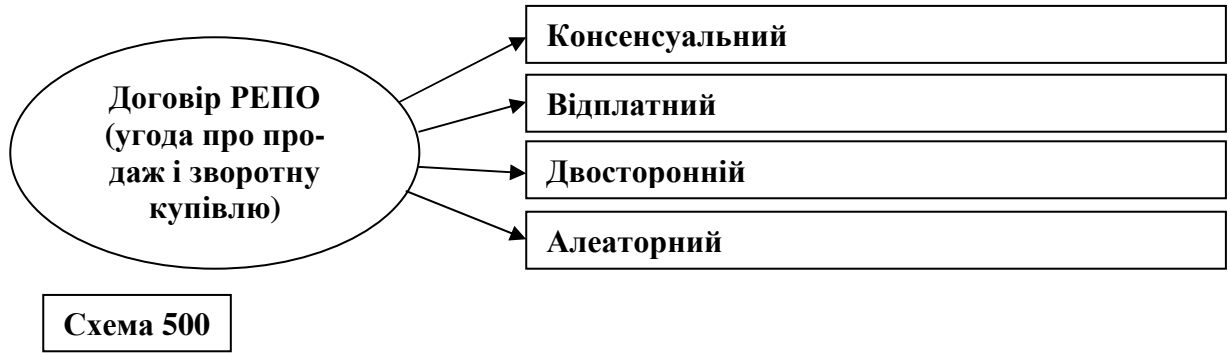 Договір РЕПО
(угода про про-
даж і зворотну
купівлю)
Консенсуальний
Відплатний
Двосторонній
Алеаторний
Схема 500